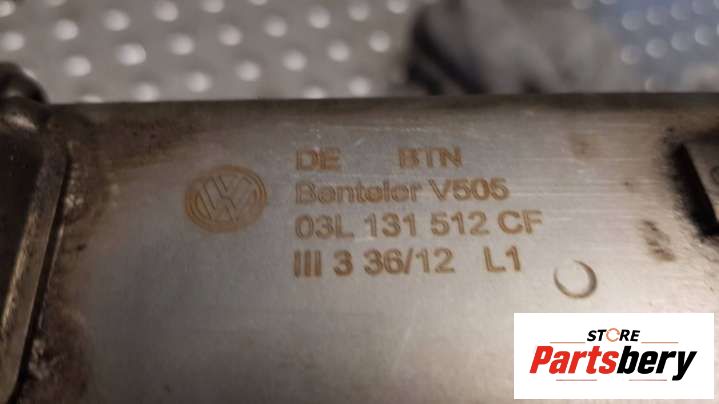 DE BTN
Benteler V505
03L 131 512 CF
III 3 36/12 L1
STORE
Partsbery